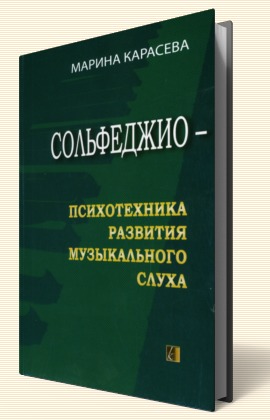 МАРИНА КАРАСЕВА
СОЛЬФЕДЖИО –
ПСИХОТЕХНИКА
РАЗВИТИЯ
МУЗЫКАЛЬНОГО
СЛУХА